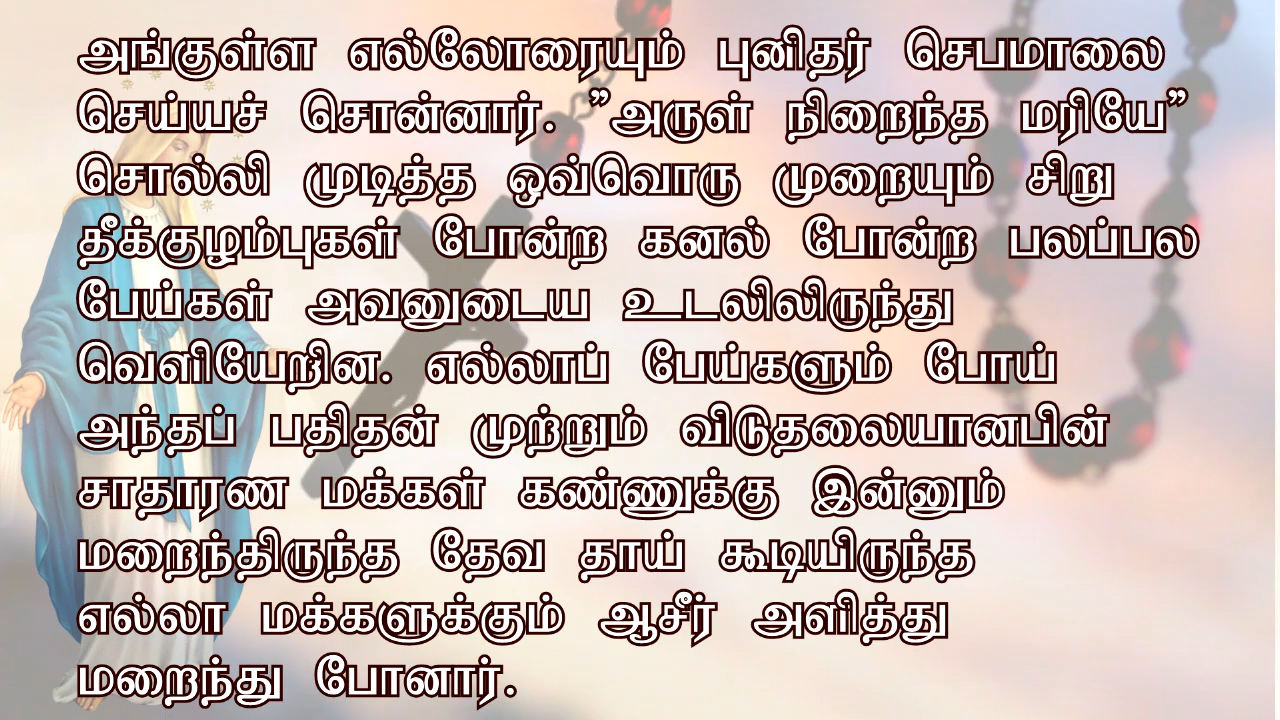 அங்குள்ள எல்லோரையும் புனிதர் செபமாலை
செய்யச் சொன்னார். ”அருள் நிறைந்த மரியே”
சொல்லி முடித்த ஒவ்வொரு முறையும் சிறு
தீக்குழம்புகள் போன்ற கனல் போன்ற பலப்பல
பேய்கள் அவனுடைய உடலிலிருந்து
வெளியேறின. எல்லாப் பேய்களும் போய்
அந்தப் பதிதன் முற்றும் விடுதலையானபின்
சாதாரண மக்கள் கண்ணுக்கு இன்னும்
மறைந்திருந்த தேவ தாய் கூடியிருந்த
எல்லா மக்களுக்கும் ஆசீர் அளித்து
மறைந்து போனார்.